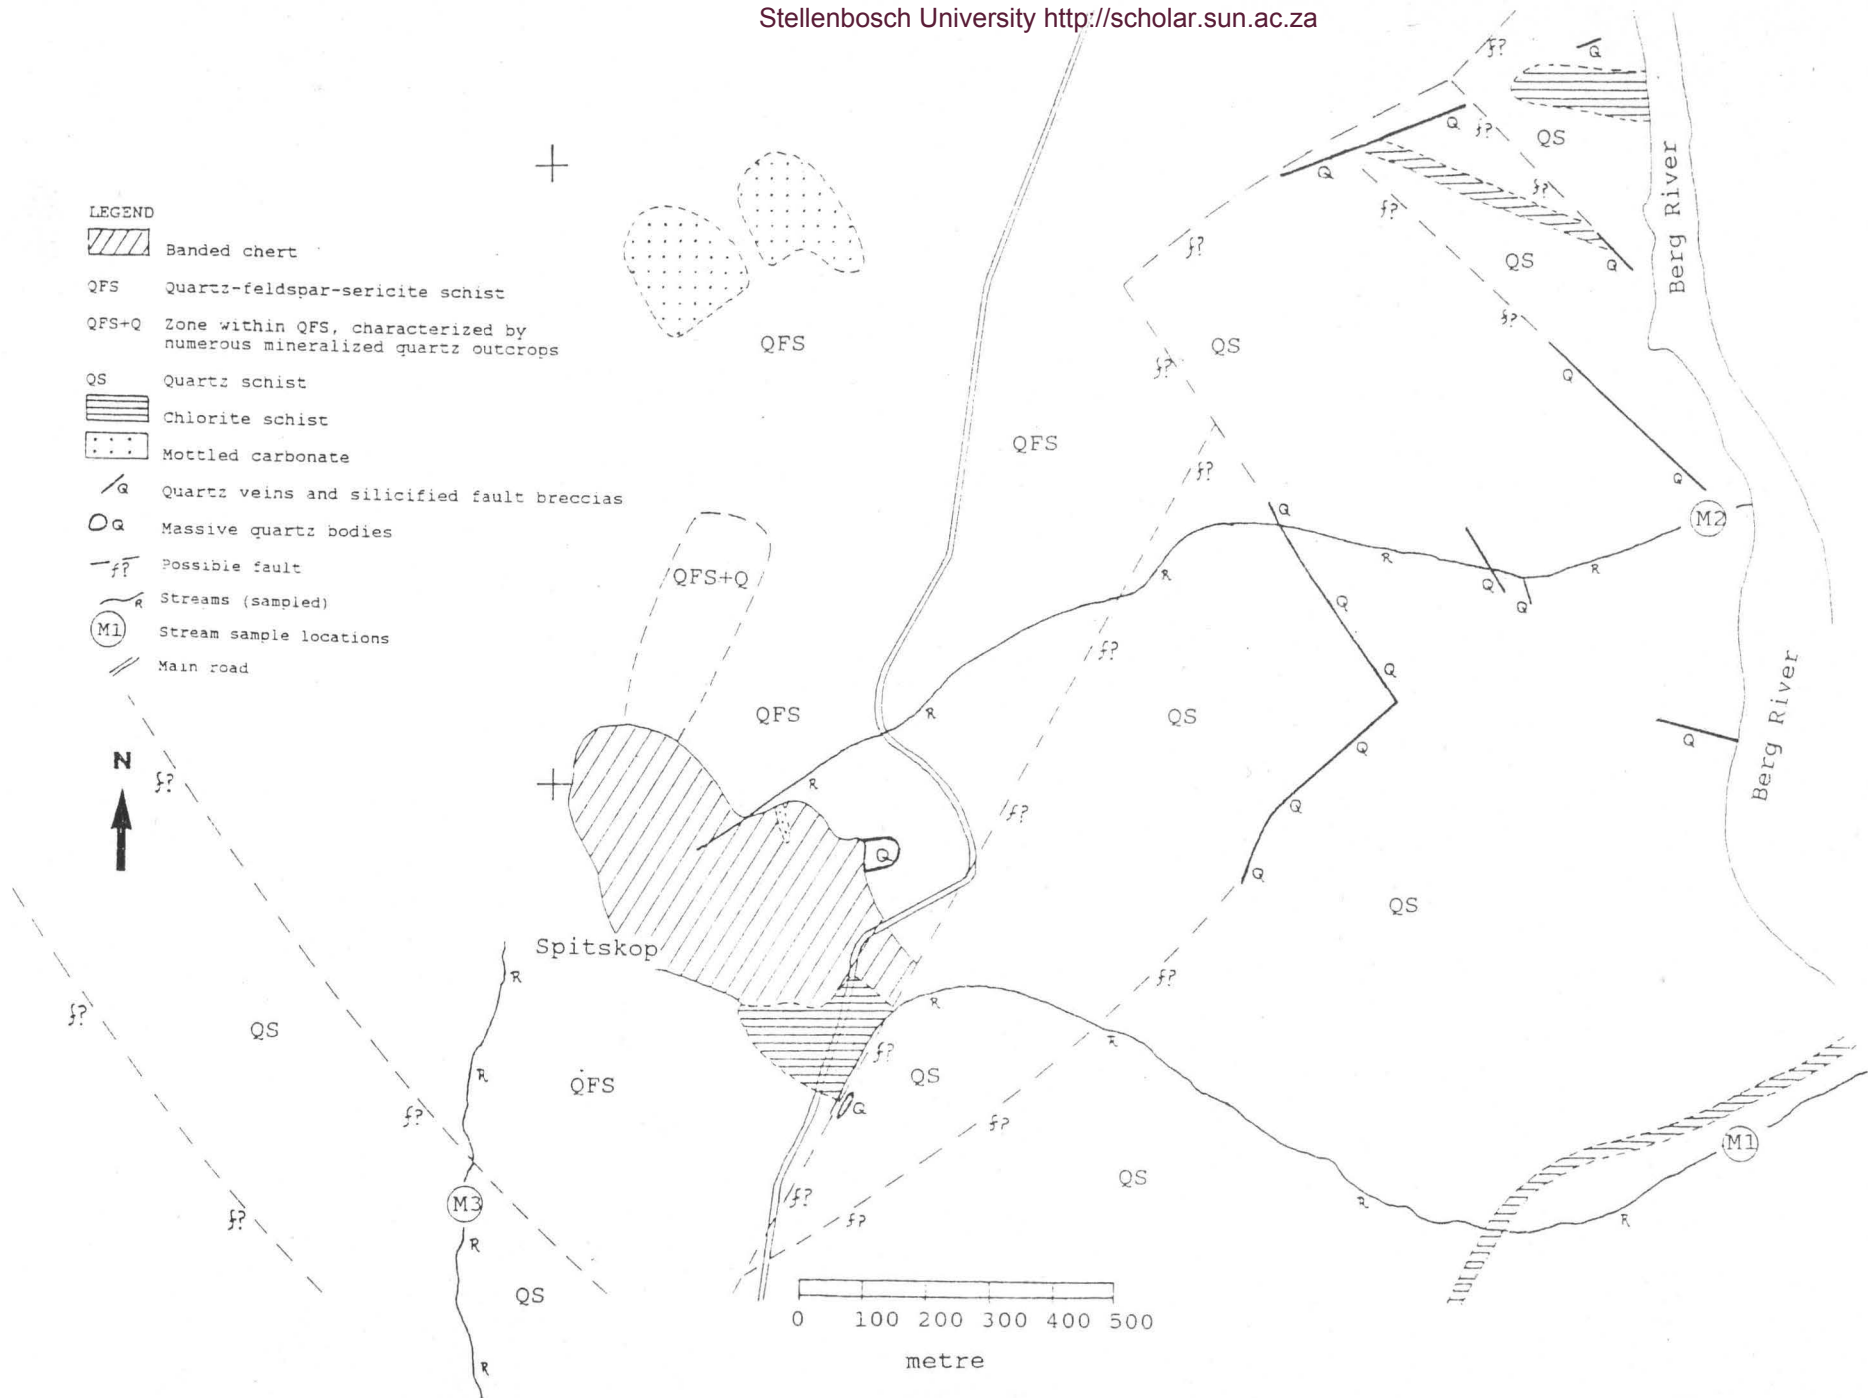 Stellenbosch University http://scholar.sun.ac.za
LEGEND
Banded chert
QFS Quartz-feldspar-sericite schist
QFS+Q Zone within QFS, characterized by
numerous mineralized quartz outcrops
QS Quartz schist
Chlorite schist
Mottled carbonate
Q Quartz veins and silicified fault breccias
Q Massive quartz bodies
f? Possible fault
R Streams (sampled)
M1 Stream sample locations
Main road
N
f?
Q
f?
Q
f?
QS
Q
f?
f?
Berg River
f?
QS
Q
QFS
QS
f?
f?
Q
QFS
f?
Q
Q
M2
QFS+Q
R
R
Q
Q
R
Q
f?
Q
QFS
R
QS
Q
Q
Berg River
f?
R
f?
Q
Q
Q
QS
Spitskop
R
f?
R
f?
QS
R
R
f?
QFS
QS
f?
Q
f?
M1
QS
M3
f?
f?
f?
R
R
R
QS
0 100 200 300 400 500
metre
R